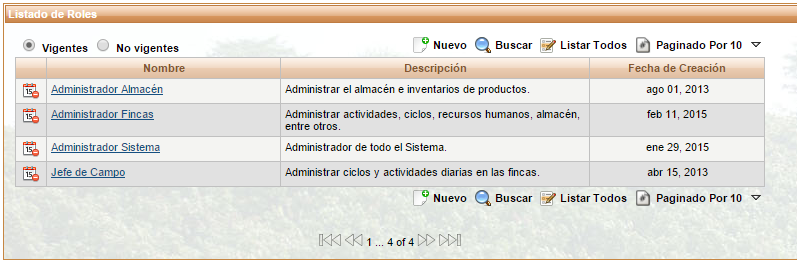 Listado de Roles
Vigentes No vigentes Nuevo Buscar Listar Todos Paginado Por 10
Nombre Descripción Fecha de Creación
15 Administrador Almacén Administrar el almacén e inventarios de productos. ago 01, 2013
15 Administrador Fincas Administrar actividades, ciclos, recursos humanos, almacén, feb 11, 2015
entre otros.
15 Administrador Sistema Administrador de todo el Sistema. ene 29, 2015
15 Jefe de Campo Administrar ciclos y actividades diarias en las fincas. abr 15, 2013
Nuevo Buscar Listar Todos Paginado Por 10
1 ... 4 of 4